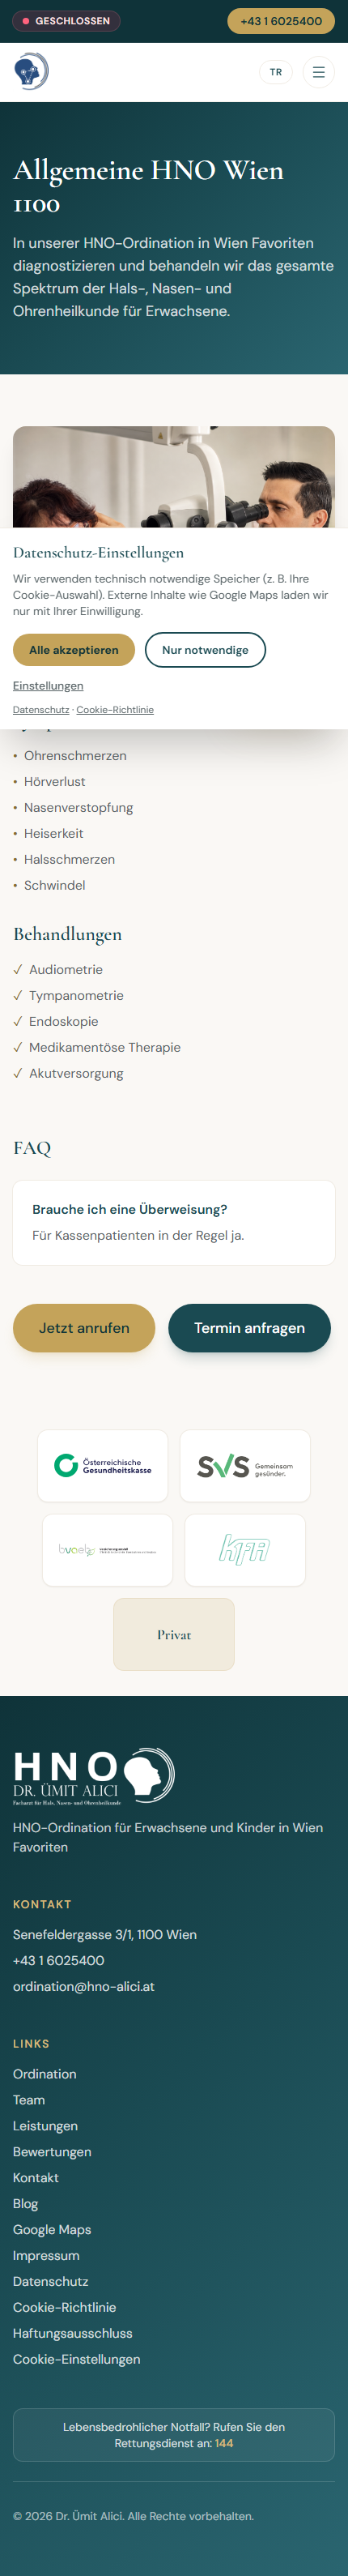 GESCHLOSSEN
+43 1 6025400
TR
Allgemeine HNO Wien
1100
In unserer HNO-Ordination in Wien Favoriten
diagnostizieren und behandeln wir das gesamte
Spektrum der Hals-, Nasen- und
Ohrenheilkunde für Erwachsene.
Datenschutz-Einstellungen
Wir verwenden technisch notwendige Speicher (z. B. Ihre
Cookie-Auswahl). Externe Inhalte wie Google Maps laden wir
nur mit Ihrer Einwilligung.
Alle akzeptieren
Nur notwendige
Einstellungen
Datenschutz · Cookie-Richtlinie
• Ohrenschmerzen
• Hörverlust
• Nasenverstopfung
• Heiserkeit
• Halsschmerzen
• Schwindel
Behandlungen
✓ Audiometrie
✓ Tympanometrie
✓ Endoskopie
✓ Medikamentöse Therapie
✓ Akutversorgung
FAQ
Brauche ich eine Überweisung?
Für Kassenpatienten in der Regel ja.
Jetzt anrufen
Termin anfragen
Österreichische
Gesundheitskasse
SVS Gemeinsam
gesünder.
bvaeb
kfa
Privat
HNO
DR. ÜMIT ALICI
Facharzt für Hals, Nasen- und Ohrenheilkunde
HNO-Ordination für Erwachsene und Kinder in Wien
Favoriten
KONTAKT
Senefeldergasse 3/1, 1100 Wien
+43 1 6025400
ordination@hno-alici.at
LINKS
Ordination
Team
Leistungen
Bewertungen
Kontakt
Blog
Google Maps
Impressum
Datenschutz
Cookie-Richtlinie
Haftungsausschluss
Cookie-Einstellungen
Lebensbedrohlicher Notfall? Rufen Sie den
Rettungsdienst an: 144
© 2026 Dr. Ümit Alici. Alle Rechte vorbehalten.